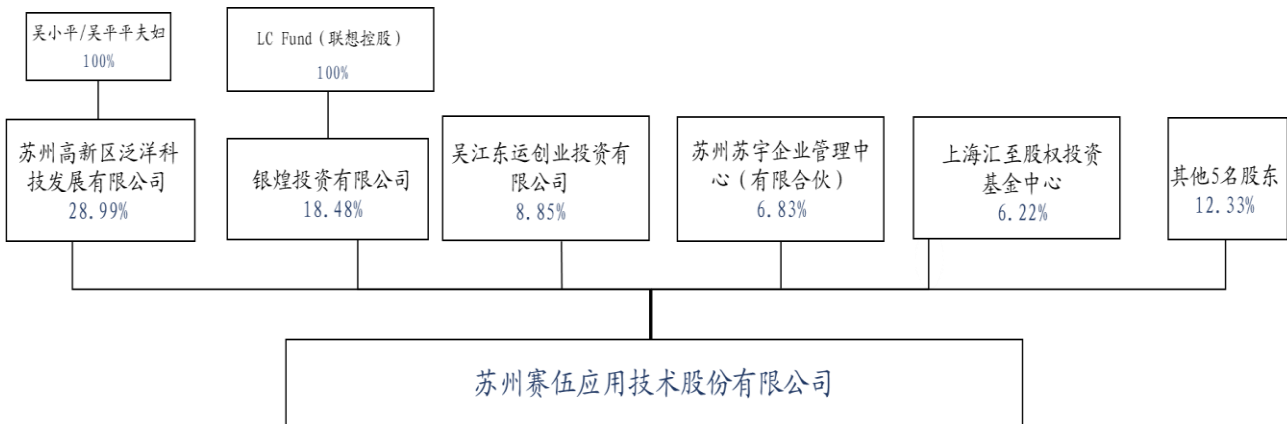 吴小平/吴平平夫妇
100%
LC Fund（联想控股）
100%
苏州高新区泛洋科
技发展有限公司
28.99%
银煌投资有限公司
18.48%
吴江东运创业投资有
限公司
8.85%
苏州苏宇企业管理中
心（有限合伙）
6.83%
上海汇至股权投资
基金中心
6.22%
其他5名股东
12.33%
苏州赛伍应用技术股份有限公司